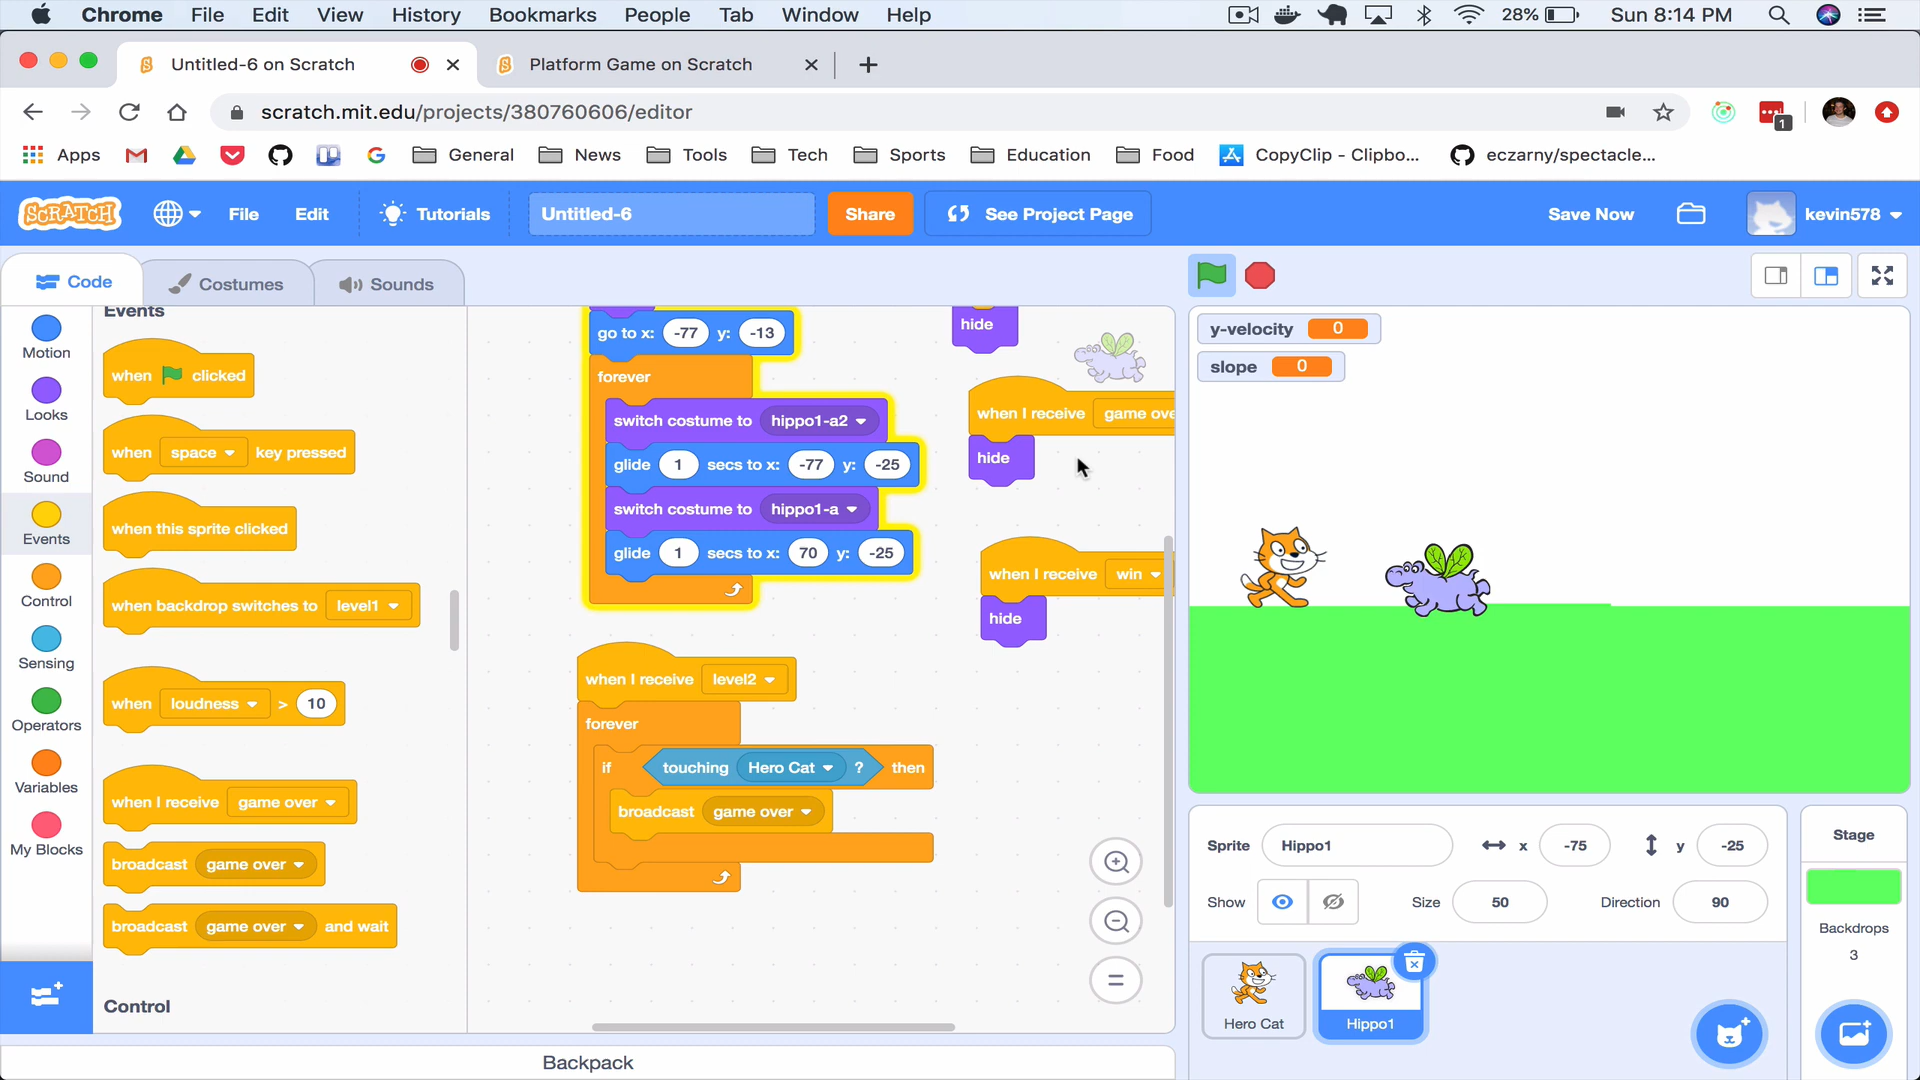 Chrome File Edit View History Bookmarks People Tab Window Help 28% Sun 8:14 PM
Untitled-6 on Scratch Platform Game on Scratch
scratch.mit.edu/projects/380760606/editor 1
Apps General News Tools Tech Sports Education Food CopyClip - Clipbo... eczarny/spectacle...
SCRATCH File Edit Tutorials Untitled-6 Share See Project Page Save Now kevin578
Code Costumes Sounds
Motion
Looks
Sound
Events
Control
Sensing
Operators
Variables
My Blocks
Events
when clicked
when space key pressed
when this sprite clicked
when backdrop switches to level1
when loudness > 10
when I receive game over
broadcast game over
broadcast game over and wait
Control
go to x: -77 y: -13
forever
switch costume to hippo1-a2
glide 1 secs to x: -77 y: -25
switch costume to hippo1-a
glide 1 secs to x: 70 y: -25
when I receive level2
forever
if touching Hero Cat ? then
broadcast game over
hide
when I receive game ove
hide
when I receive win
hide
Backpack
y-velocity 0
slope 0
Sprite Hippo1 x -75 y -25
Show Size 50 Direction 90
Hero Cat Hippo1
Stage
Backdrops
3